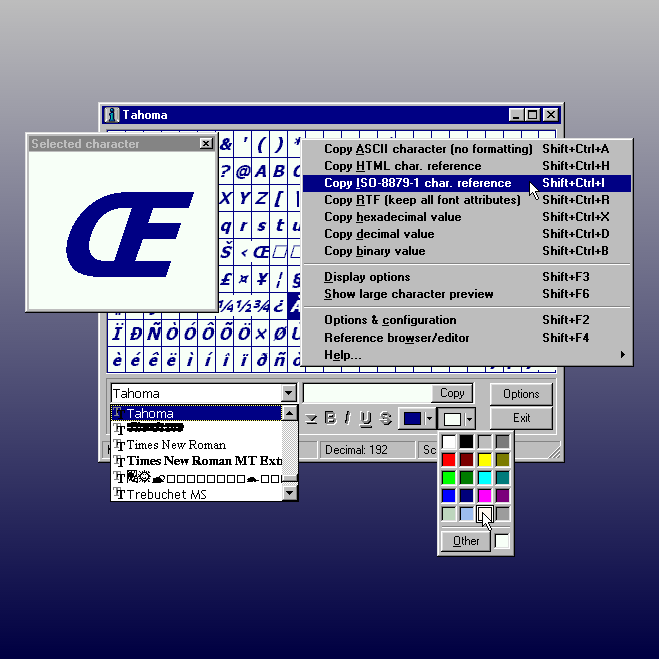 Tahoma
Selected character
Œ
& ' ( ) *
? @ A B C
X Y Z [ \
q r s t u
Š ‹ Œ
£ ¤ ¥ ¦ §
¼ ½ ¾ ¿ À
Ï Ð Ñ Ò Ó Ô Õ Ö × Ø Ù
è é ê ë ì í î ï ð ñ ò
Copy ASCII character (no formatting) Shift+Ctrl+A
Copy HTML char. reference Shift+Ctrl+H
Copy ISO-8879-1 char. reference Shift+Ctrl+I
Copy RTF (keep all font attributes) Shift+Ctrl+R
Copy hexadecimal value Shift+Ctrl+X
Copy decimal value Shift+Ctrl+D
Copy binary value Shift+Ctrl+B
Display options Shift+F3
Show large character preview Shift+F6
Options & configuration Shift+F2
Reference browser/editor Shift+F4
Help...
Tahoma
Copy
Options
Tahoma
B I U S
Exit
Times New Roman
Times New Roman MT Extr
Trebuchet MS
Decimal: 192
Sc
Other